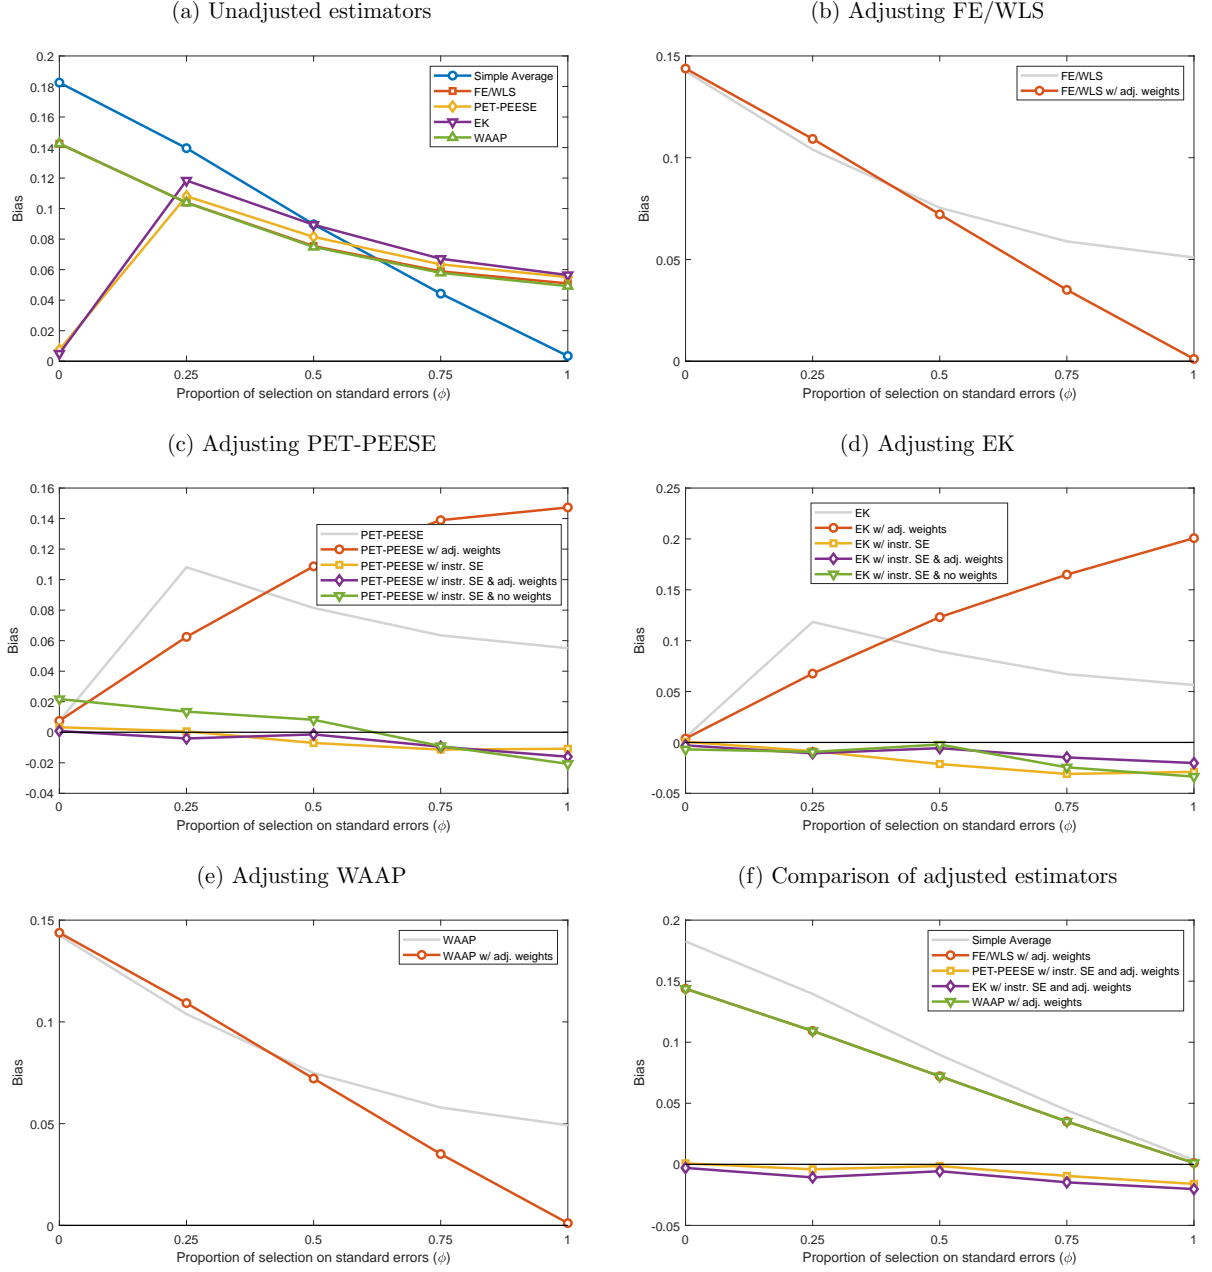 (a) Unadjusted estimators
0.2
0.18
0.16
0.14
0.12
0.1
0.08
0.06
0.04
0.02
0
Bias
Simple Average
FE/WLS
PET-PEESE
EK
WAAP
0 0.25 0.5 0.75 1
Proportion of selection on standard errors (ϕ)
(b) Adjusting FE/WLS
0.15
0.1
0.05
0
Bias
FE/WLS
FE/WLS w/ adj. weights
0 0.25 0.5 0.75 1
Proportion of selection on standard errors (ϕ)
(c) Adjusting PET-PEESE
0.16
0.14
0.12
0.1
0.08
0.06
0.04
0.02
0
-0.02
-0.04
Bias
PET-PEESE
PET-PEESE w/ adj. weights
PET-PEESE w/ instr. SE
PET-PEESE w/ instr. SE & adj. weights
PET-PEESE w/ instr. SE & no weights
0 0.25 0.5 0.75 1
Proportion of selection on standard errors (ϕ)
(d) Adjusting EK
0.25
0.2
0.15
0.1
0.05
0
-0.05
Bias
EK
EK w/ adj. weights
EK w/ instr. SE
EK w/ instr. SE & adj. weights
EK w/ instr. SE & no weights
0 0.25 0.5 0.75 1
Proportion of selection on standard errors (ϕ)
(e) Adjusting WAAP
0.15
0.1
0.05
0
Bias
WAAP
WAAP w/ adj. weights
0 0.25 0.5 0.75 1
Proportion of selection on standard errors (ϕ)
(f) Comparison of adjusted estimators
0.2
0.15
0.1
0.05
0
-0.05
Bias
Simple Average
FE/WLS w/ adj. weights
PET-PEESE w/ instr. SE and adj. weights
EK w/ instr. SE and adj. weights
WAAP w/ adj. weights
0 0.25 0.5 0.75 1
Proportion of selection on standard errors (ϕ)